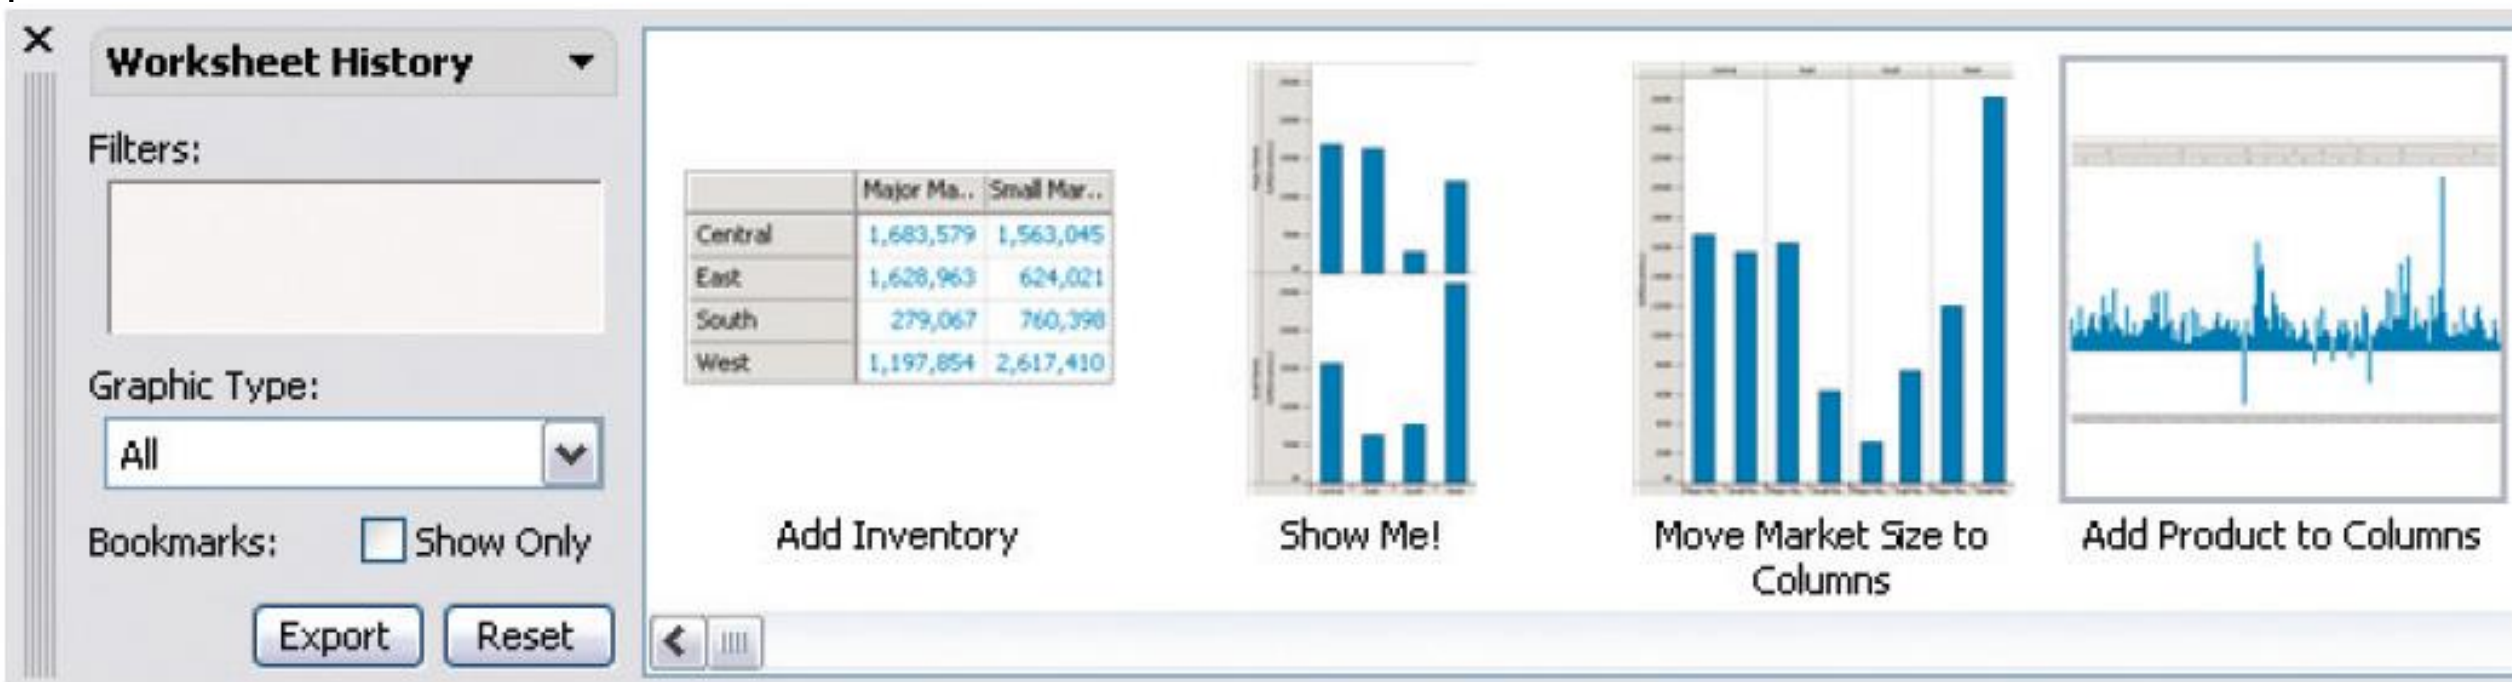 Worksheet History
Filters:
Graphic Type:
All
Bookmarks: Show Only
Export Reset
Major Ma.. Small Mar..
Central 1,683,579 1,563,045
East 1,628,963 624,021
South 279,067 760,398
West 1,197,854 2,617,410
Add Inventory
Show Me!
Move Market Size to
Columns
Add Product to Columns